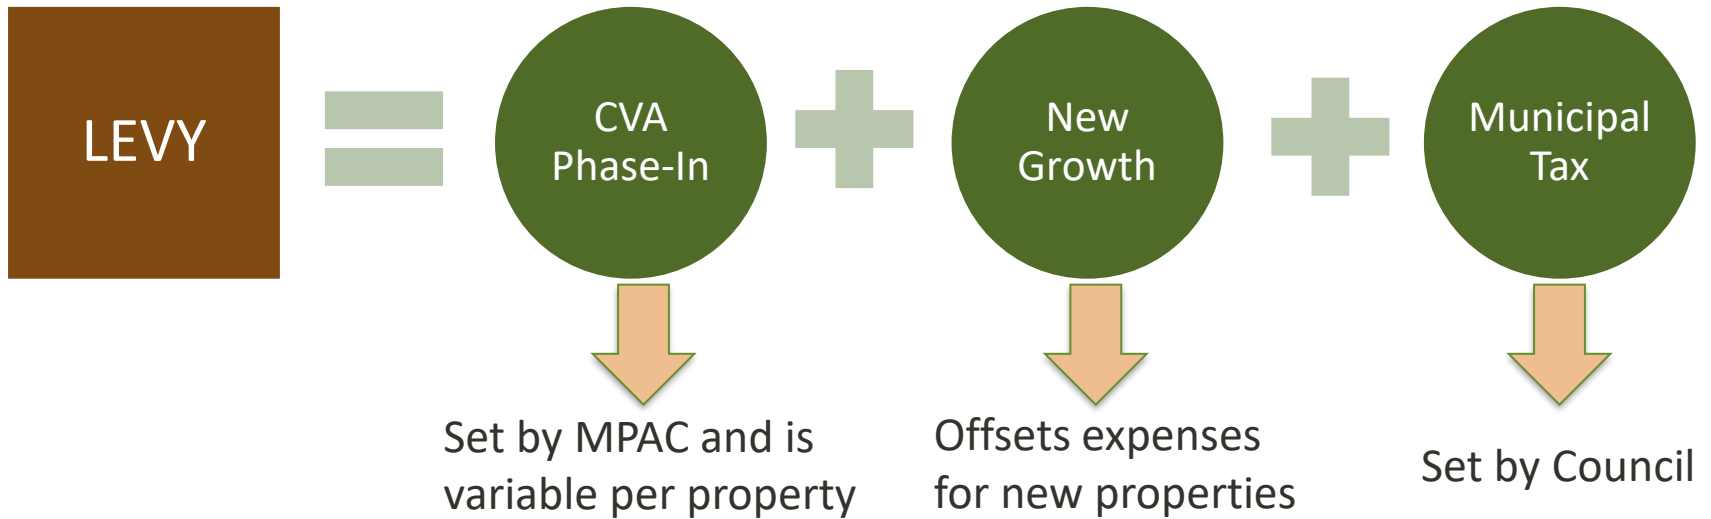 LEVY
CVA
Phase-In
New
Growth
Municipal
Tax
Set by MPAC and is
variable per property
Offsets expenses
for new properties
Set by Council